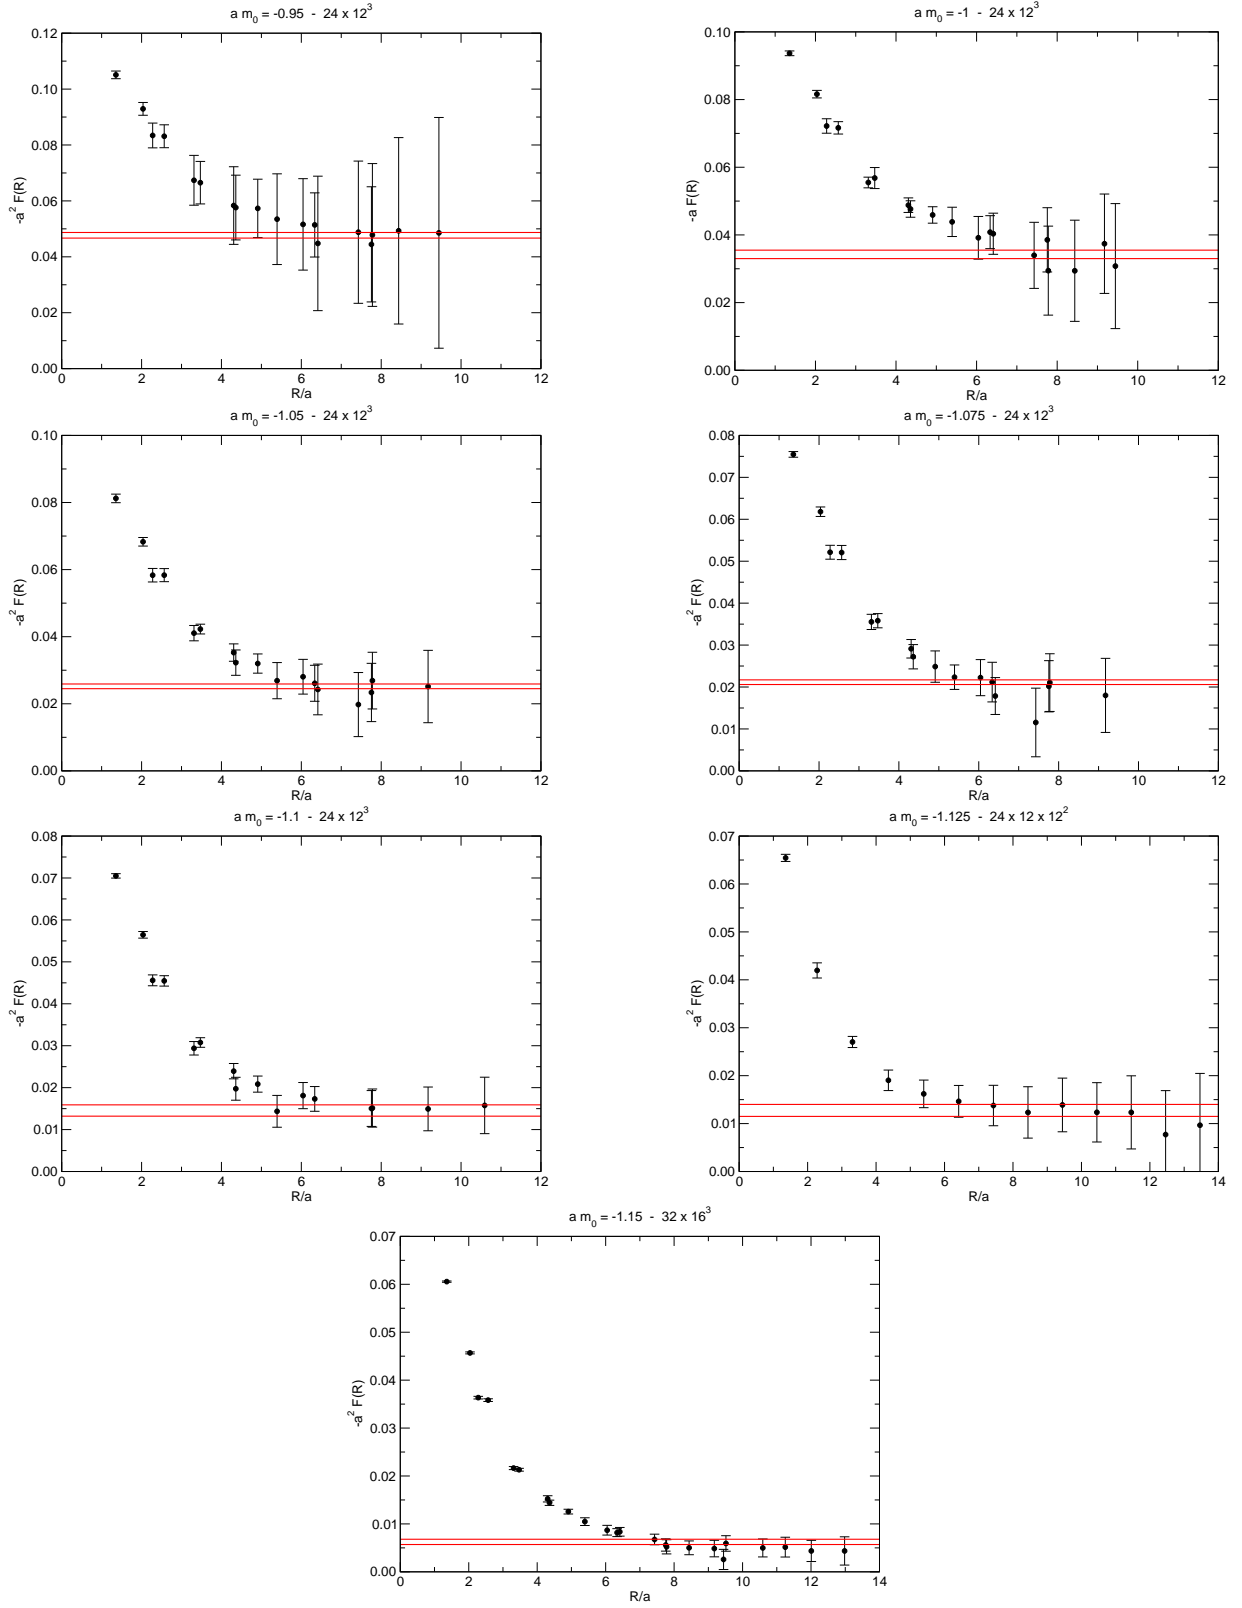 a m₀ = -0.95 - 24 x 12³
0.12
0.10
0.08
0.06
0.04
0.02
0.00
-a² F(R)
0 2 4 6 8 10 12
R/a
a m₀ = -1 - 24 x 12³
0.10
0.08
0.06
0.04
0.02
0.00
-a F(R)
0 2 4 6 8 10 12
R/a
a m₀ = -1.05 - 24 x 12³
0.10
0.08
0.06
0.04
0.02
0.00
-a² F(R)
0 2 4 6 8 10 12
R/a
a m₀ = -1.075 - 24 x 12³
0.08
0.07
0.06
0.05
0.04
0.03
0.02
0.01
0.00
-a² F(R)
0 2 4 6 8 10 12
R/a
a m₀ = -1.1 - 24 x 12³
0.08
0.07
0.06
0.05
0.04
0.03
0.02
0.01
0.00
-a² F(R)
0 2 4 6 8 10 12
R/a
a m₀ = -1.125 - 24 x 12 x 12²
0.07
0.06
0.05
0.04
0.03
0.02
0.01
0.00
-a² F(R)
0 2 4 6 8 10 12 14
R/a
a m₀ = -1.15 - 32 x 16³
0.07
0.06
0.05
0.04
0.03
0.02
0.01
0.00
-a² F(R)
0 2 4 6 8 10 12 14
R/a